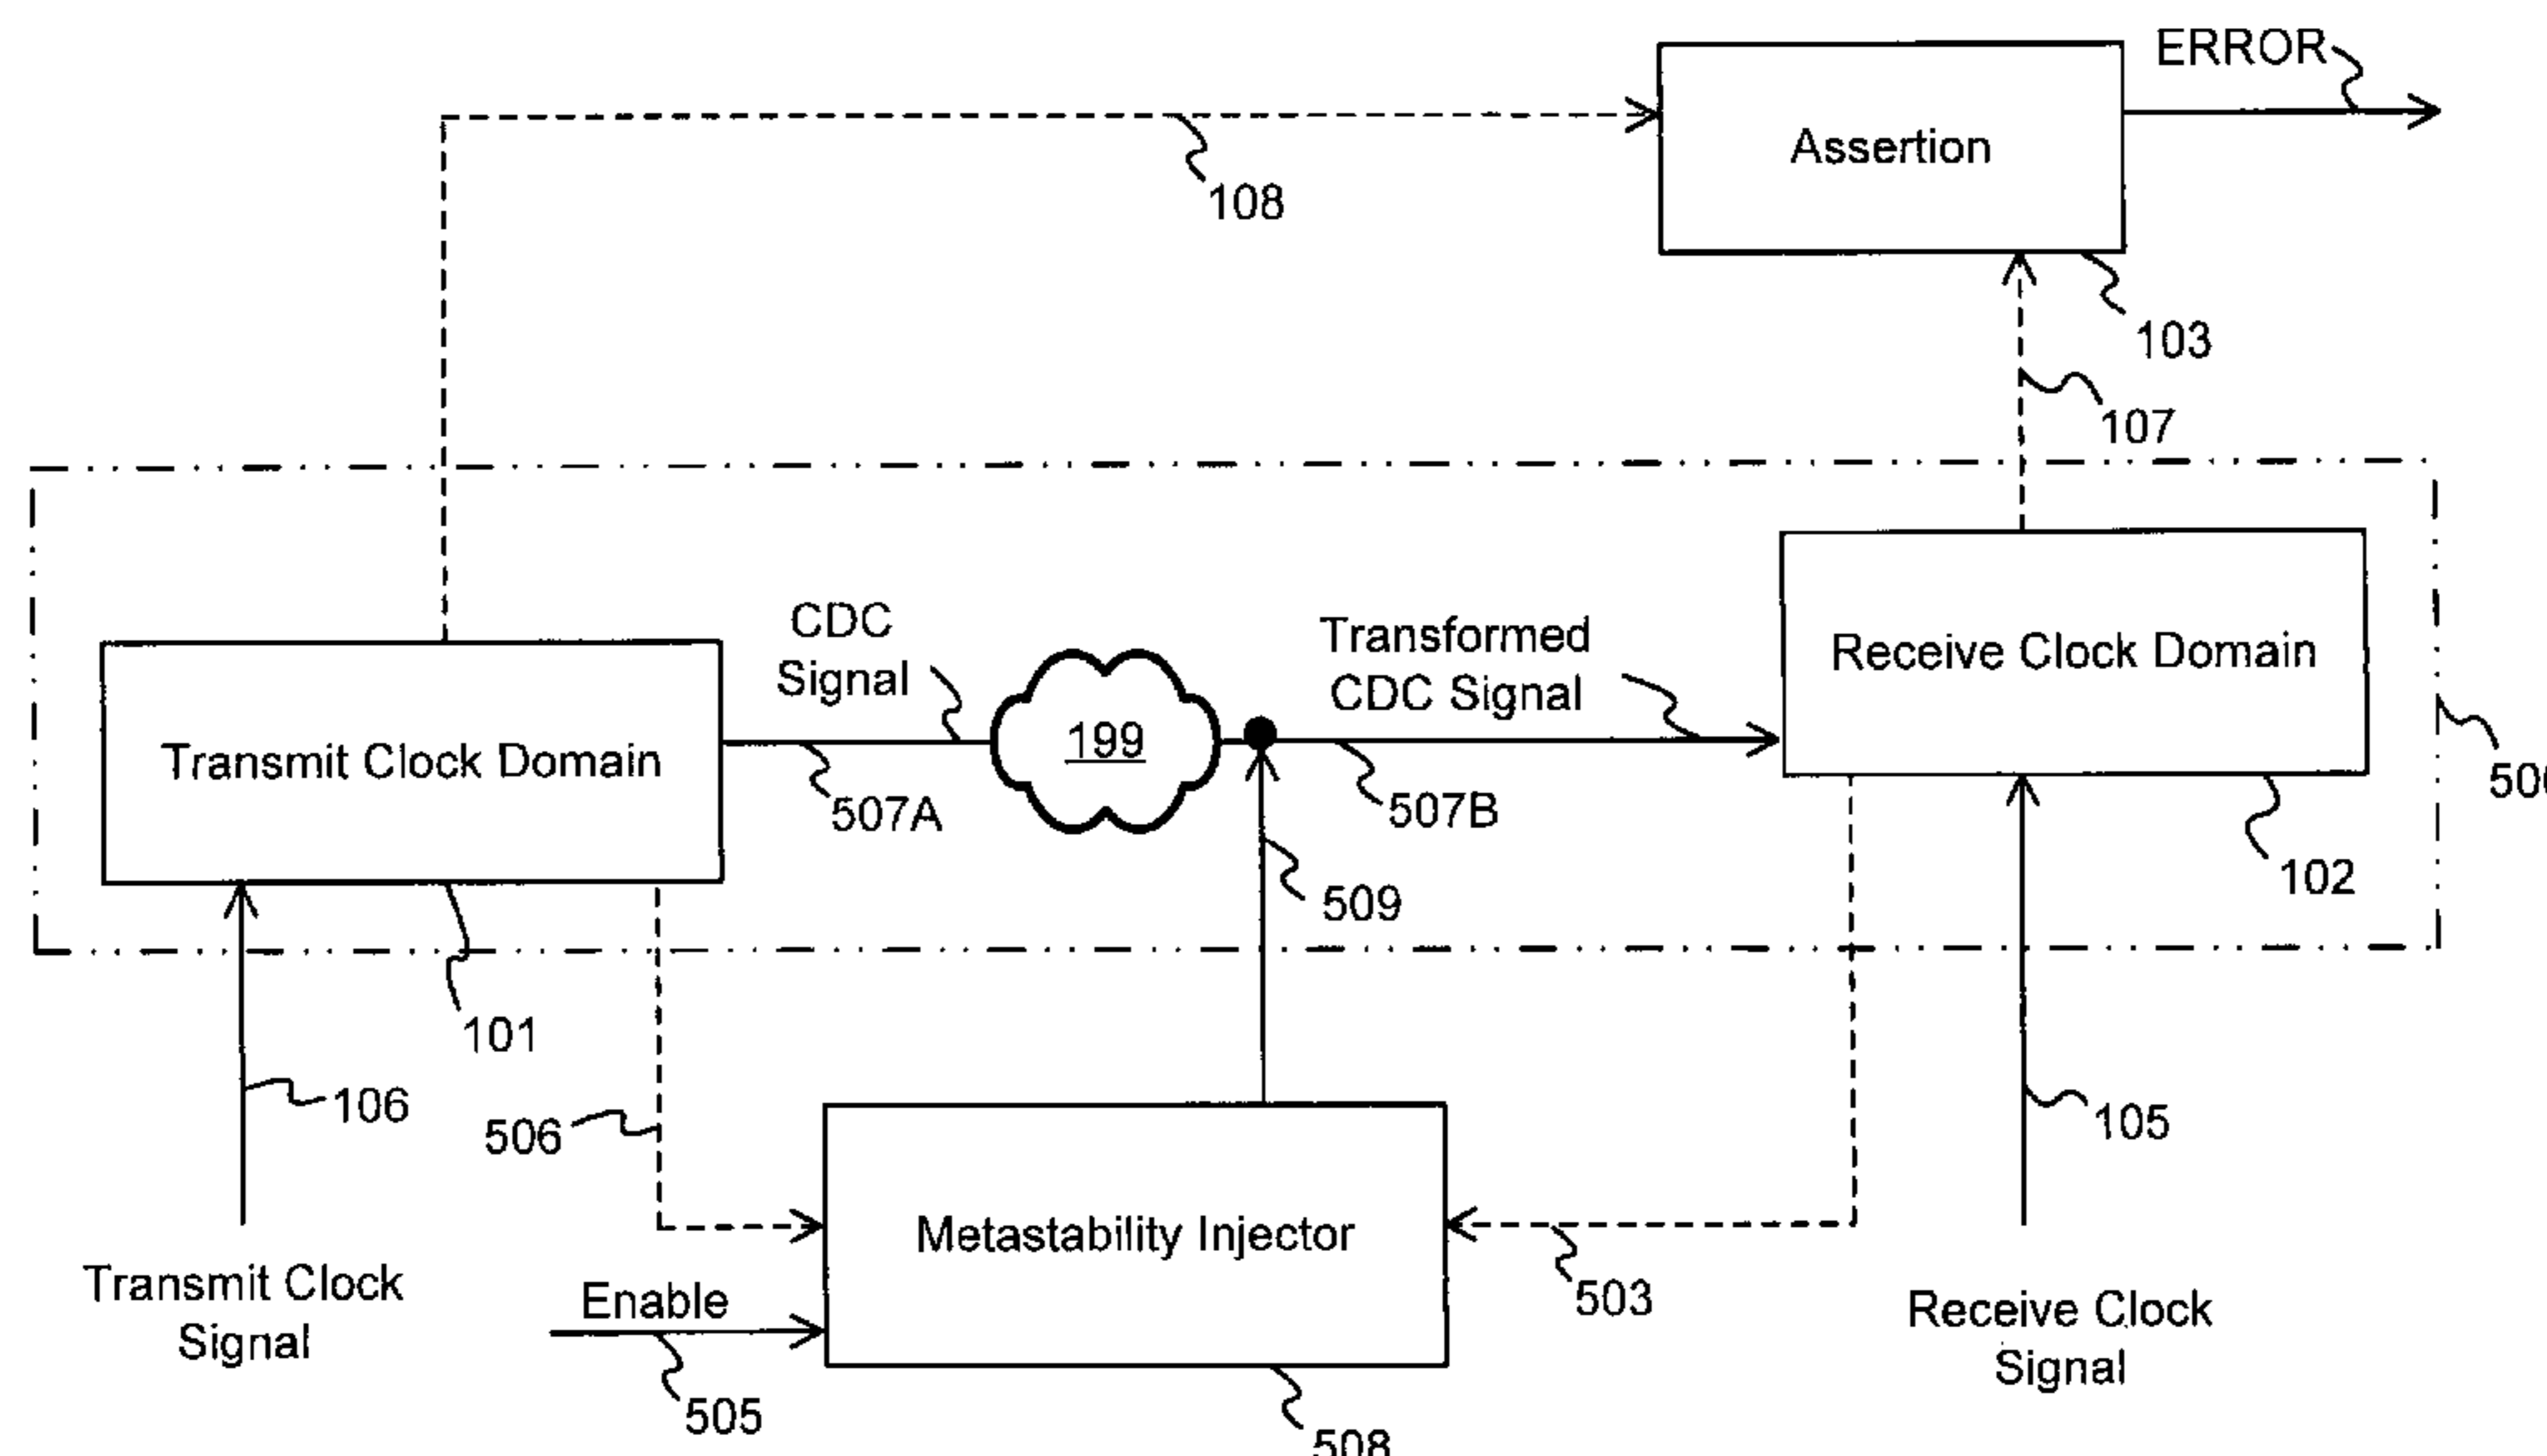 ERROR
Assertion
108
103
107
CDC
Signal
Transformed
CDC Signal
Receive Clock Domain
Transmit Clock Domain
199
507A
507B
509
102
101
106
506
105
Metastability Injector
503
Transmit Clock
Signal
Enable
Receive Clock
Signal
505
508